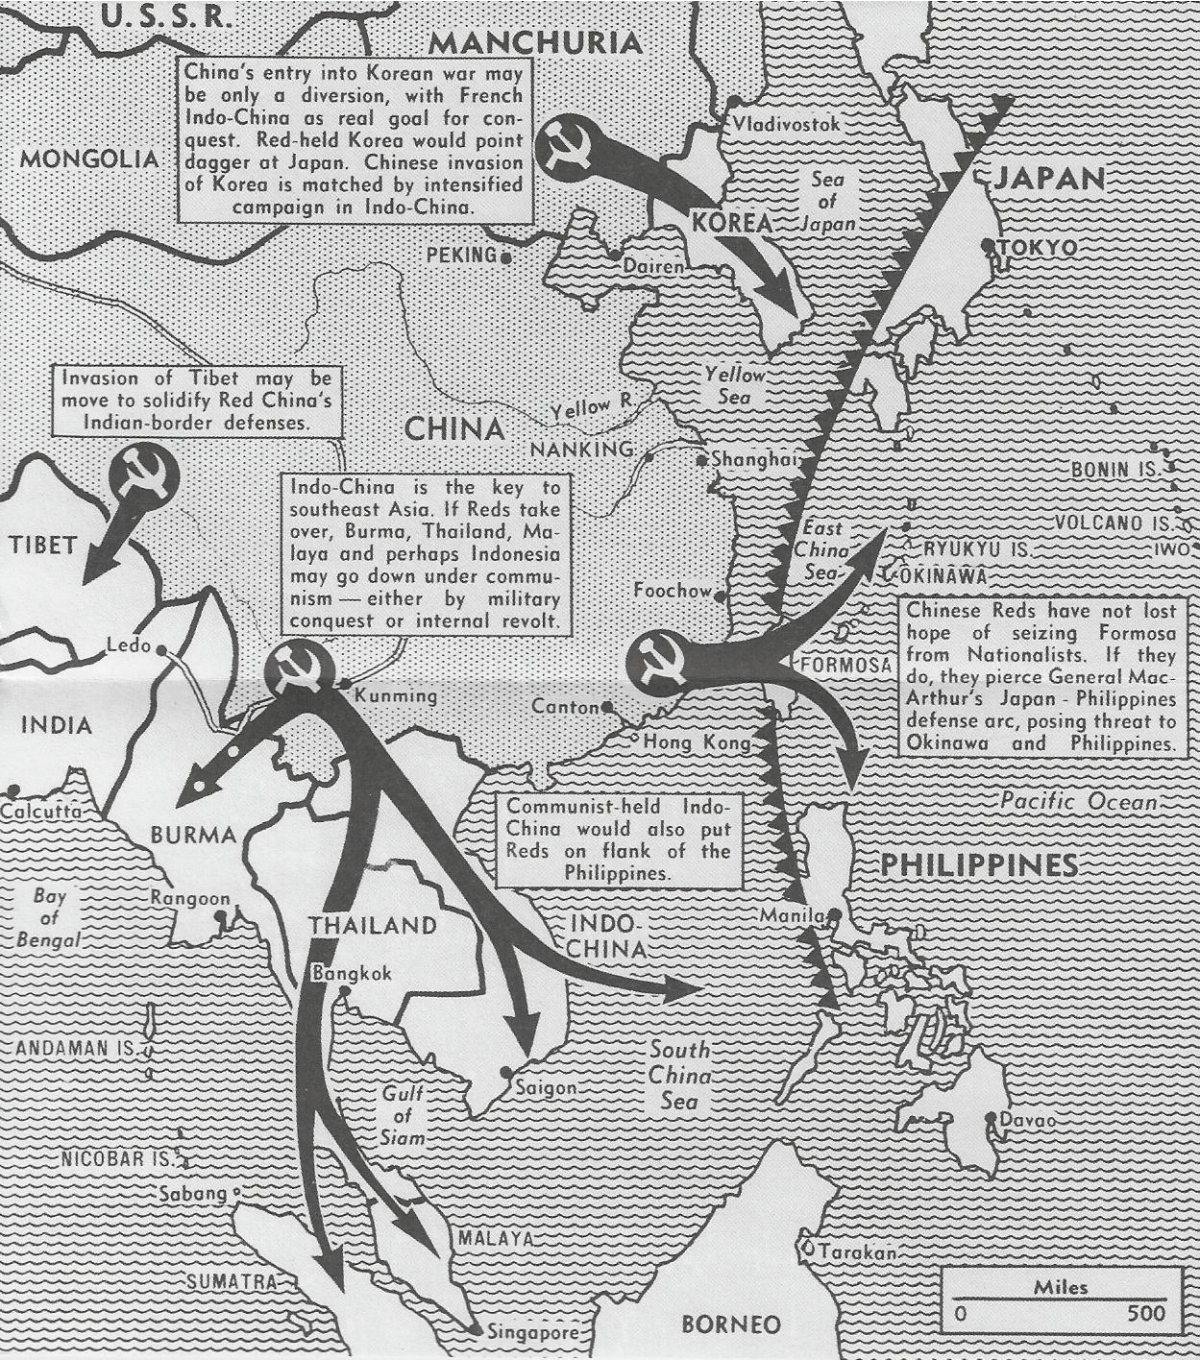 U.S.S.R.
MANCHURIA
China's entry into Korean war may
be only a diversion, with French
Indo-China as real goal for con-
quest. Red-held Korea would point
dagger at Japan. Chinese invasion
of Korea is matched by intensified
campaign in Indo-China.
MONGOLIA
Vladivostok
Sea
of
Japan
JAPAN
KOREA
TOKYO
PEKING
Dairen
Invasion of Tibet may be
move to solidify Red China's
Indian-border defenses.
Yellow
Sea
Yellow R.
CHINA
NANKING
Shanghai
BONIN IS.
Indo-China is the key to
southeast Asia. If Reds take
over, Burma, Thailand, Ma-
laya and perhaps Indonesia
may go down under commu-
nism — either by military
conquest or internal revolt.
VOLCANO IS.
IWO
East
China
Sea
RYUKYU IS.
OKINAWA
TIBET
Foochow
Chinese Reds have not lost
hope of seizing Formosa
from Nationalists. If they
do, they pierce General Mac-
Arthur's Japan - Philippines
defense arc, posing threat to
Okinawa and Philippines.
Ledo
FORMOSA
Kunming
Canton
INDIA
Hong Kong
Calcutta
Communist-held Indo-
China would also put
Reds on flank of the
Philippines.
Pacific Ocean
BURMA
PHILIPPINES
Bay
of
Bengal
Rangoon
THAILAND
INDO-
CHINA
Manila
Bangkok
ANDAMAN IS.
South
China
Sea
Saigon
Gulf
of
Siam
Davao
NICOBAR IS.
Sabang
MALAYA
Tarakan
SUMATRA
Miles
0 500
Singapore
BORNEO